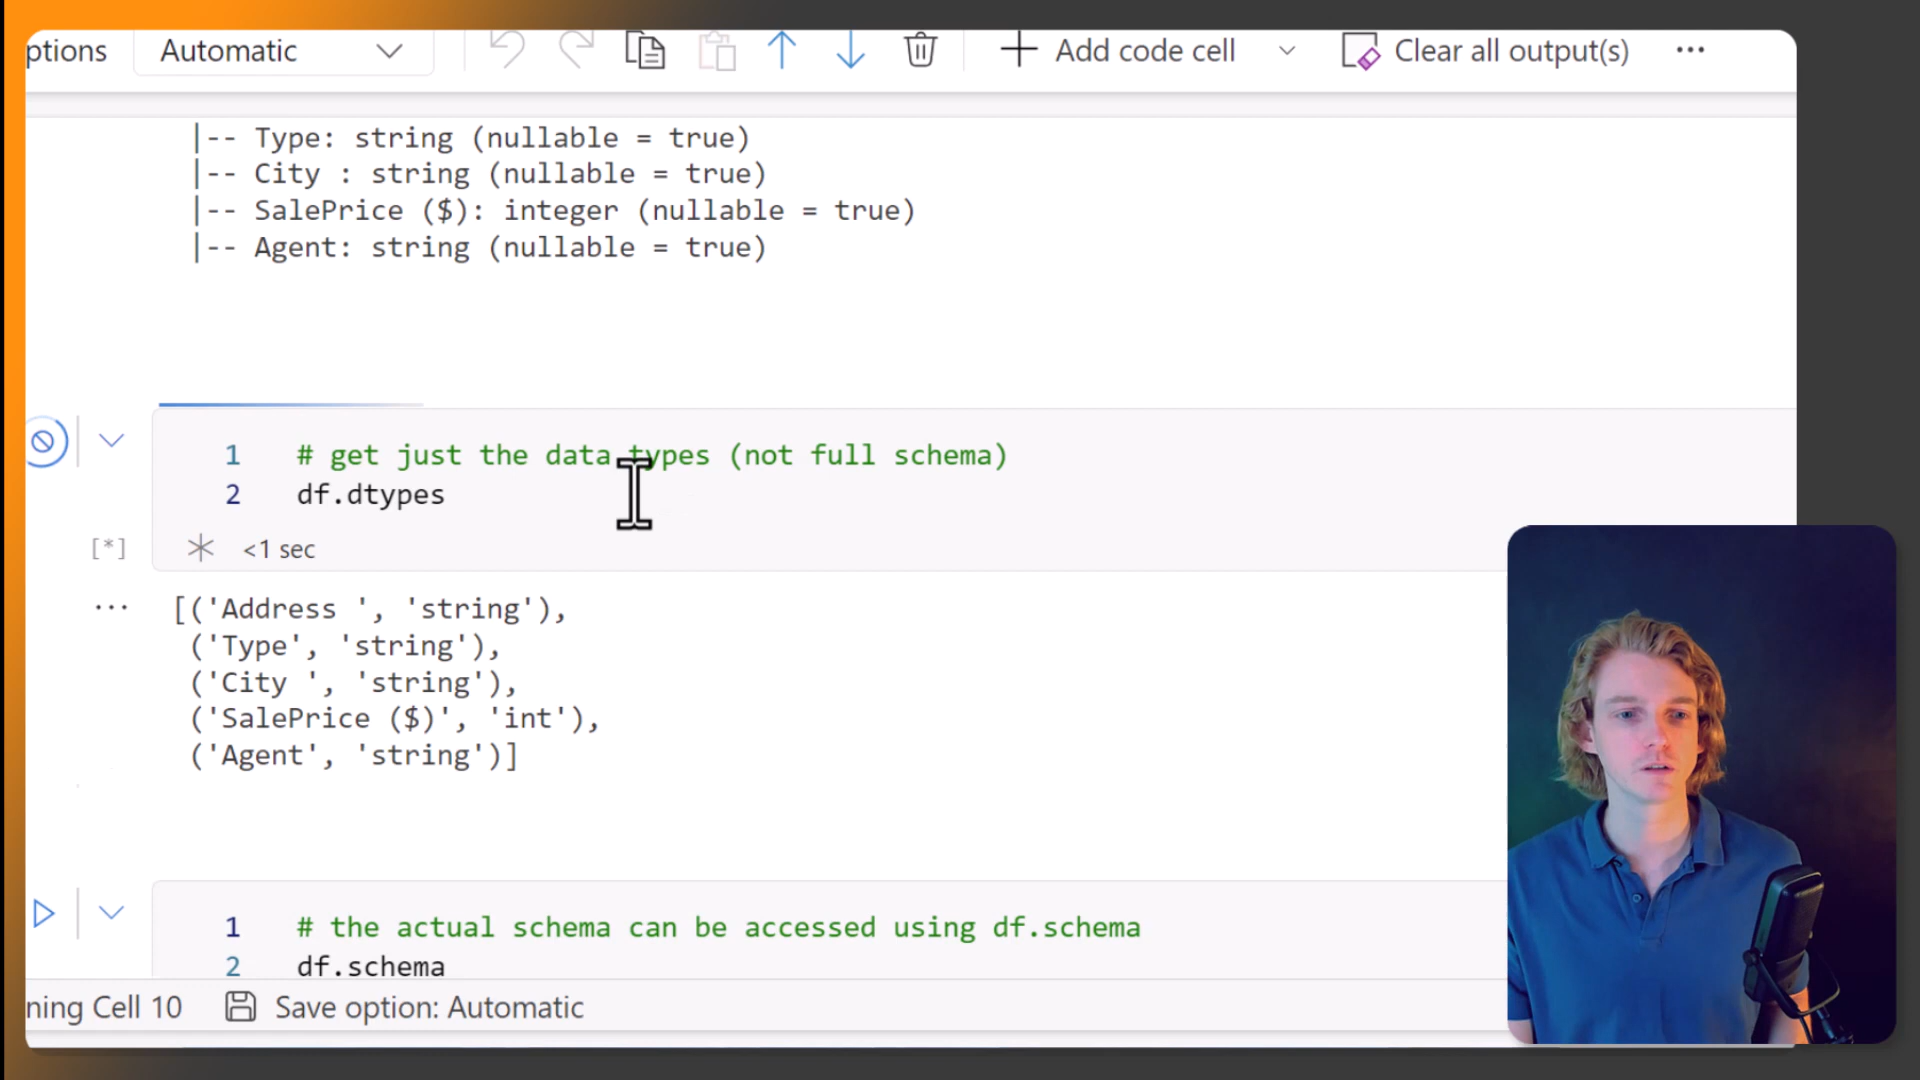 ptions Automatic Add code cell Clear all output(s) ...
|-- Type: string (nullable = true)
|-- City : string (nullable = true)
|-- SalePrice ($): integer (nullable = true)
|-- Agent: string (nullable = true)
1 # get just the data types (not full schema)
2 df.dtypes
[*] <1 sec
... [('Address ', 'string'),
('Type', 'string'),
('City ', 'string'),
('SalePrice ($)', 'int'),
('Agent', 'string')]
1 # the actual schema can be accessed using df.schema
2 df.schema
ning Cell 10 Save option: Automatic